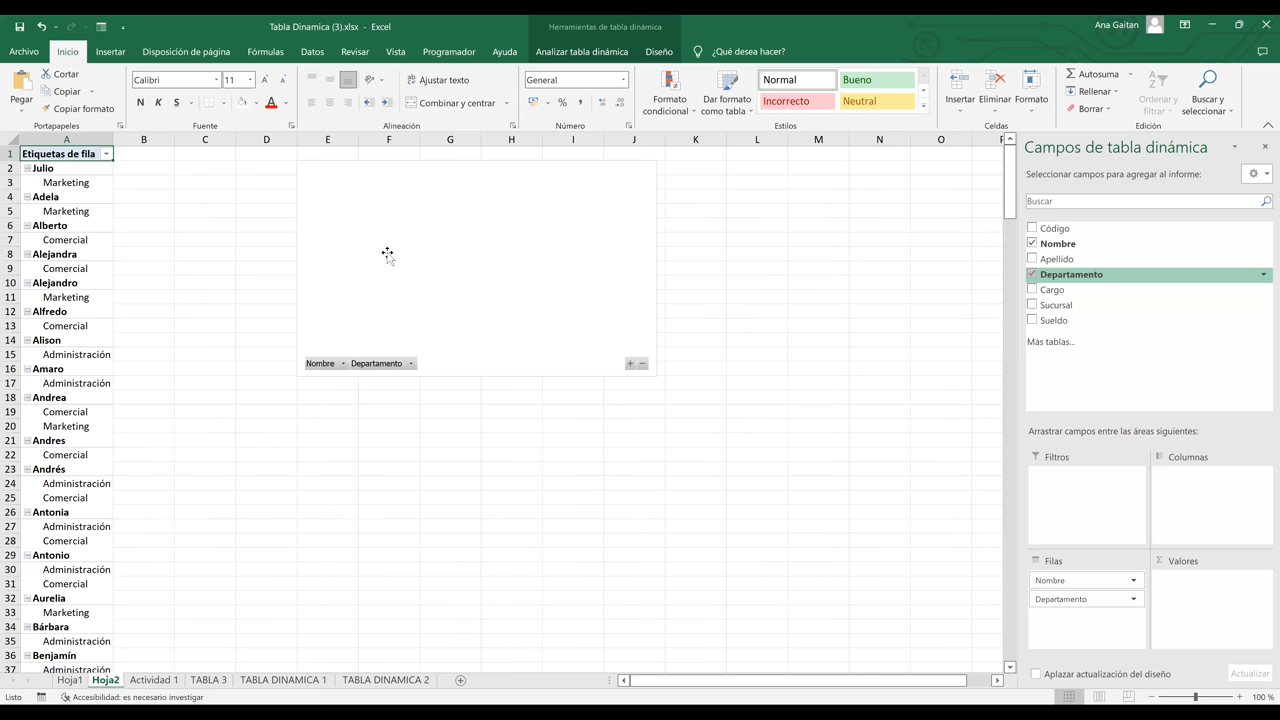 Tabla Dinamica (3).xlsx - Excel
Herramientas de tabla dinámica
Ana Gaitan
Archivo Inicio Insertar Disposición de página Fórmulas Datos Revisar Vista Programador Ayuda Analizar tabla dinámica Diseño ¿Qué desea hacer?
Pegar
Cortar
Copiar
Copiar formato
Portapapeles
Calibri 11
N K S
Fuente
Ajustar texto
Combinar y centrar
Alineación
General
% 000
Número
Formato condicional
Dar formato como tabla
Normal Bueno
Incorrecto Neutral
Estilos
Insertar Eliminar Formato
Celdas
Autosuma
Rellenar
Borrar
Ordenar y filtrar
Buscar y seleccionar
Edición
A B C D E F G H I J K L M N O P
1 Etiquetas de fila
2 Julio
3 Marketing
4 Adela
5 Marketing
6 Alberto
7 Comercial
8 Alejandra
9 Comercial
10 Alejandro
11 Marketing
12 Alfredo
13 Comercial
14 Alison
15 Administración
16 Amaro
17 Administración
18 Andrea
19 Comercial
20 Marketing
21 Andres
22 Comercial
23 Andrés
24 Administración
25 Comercial
26 Antonia
27 Administración
28 Comercial
29 Antonio
30 Administración
31 Comercial
32 Aurelia
33 Marketing
34 Bárbara
35 Administración
36 Benjamín
37 Administración
Nombre Departamento
Campos de tabla dinámica
Seleccionar campos para agregar al informe:
Buscar
Código
Nombre
Apellido
Departamento
Cargo
Sucursal
Sueldo
Más tablas...
Arrastrar campos entre las áreas siguientes:
Filtros Columnas
Filas Valores
Nombre
Departamento
Aplazar actualización del diseño Actualizar
Hoja1 Hoja2 Actividad 1 TABLA 3 TABLA DINAMICA 1 TABLA DINAMICA 2
Listo Accesibilidad: es necesario investigar 100 %